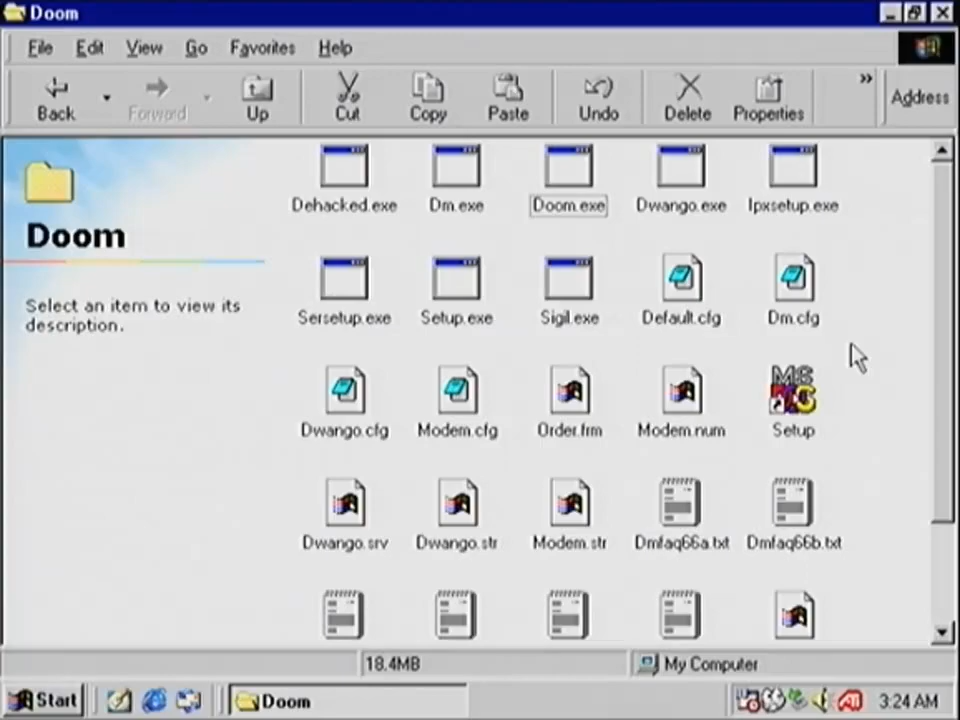 Doom
File Edit View Go Favorites Help
Back Forward Up Cut Copy Paste Undo Delete Properties » Address
Dehacked.exe Dm.exe Doom.exe Dwango.exe Ipxsetup.exe
Doom
Select an item to view its
description.
Sersetup.exe Setup.exe Sigil.exe Default.cfg Dm.cfg
MS
Dwango.cfg Modem.cfg Order.frm Modem.num Setup
Dwango.srv Dwango.str Modem.str Dmfaq66a.txt Dmfaq66b.txt
18.4MB My Computer
Start Doom ATI 3:24 AM